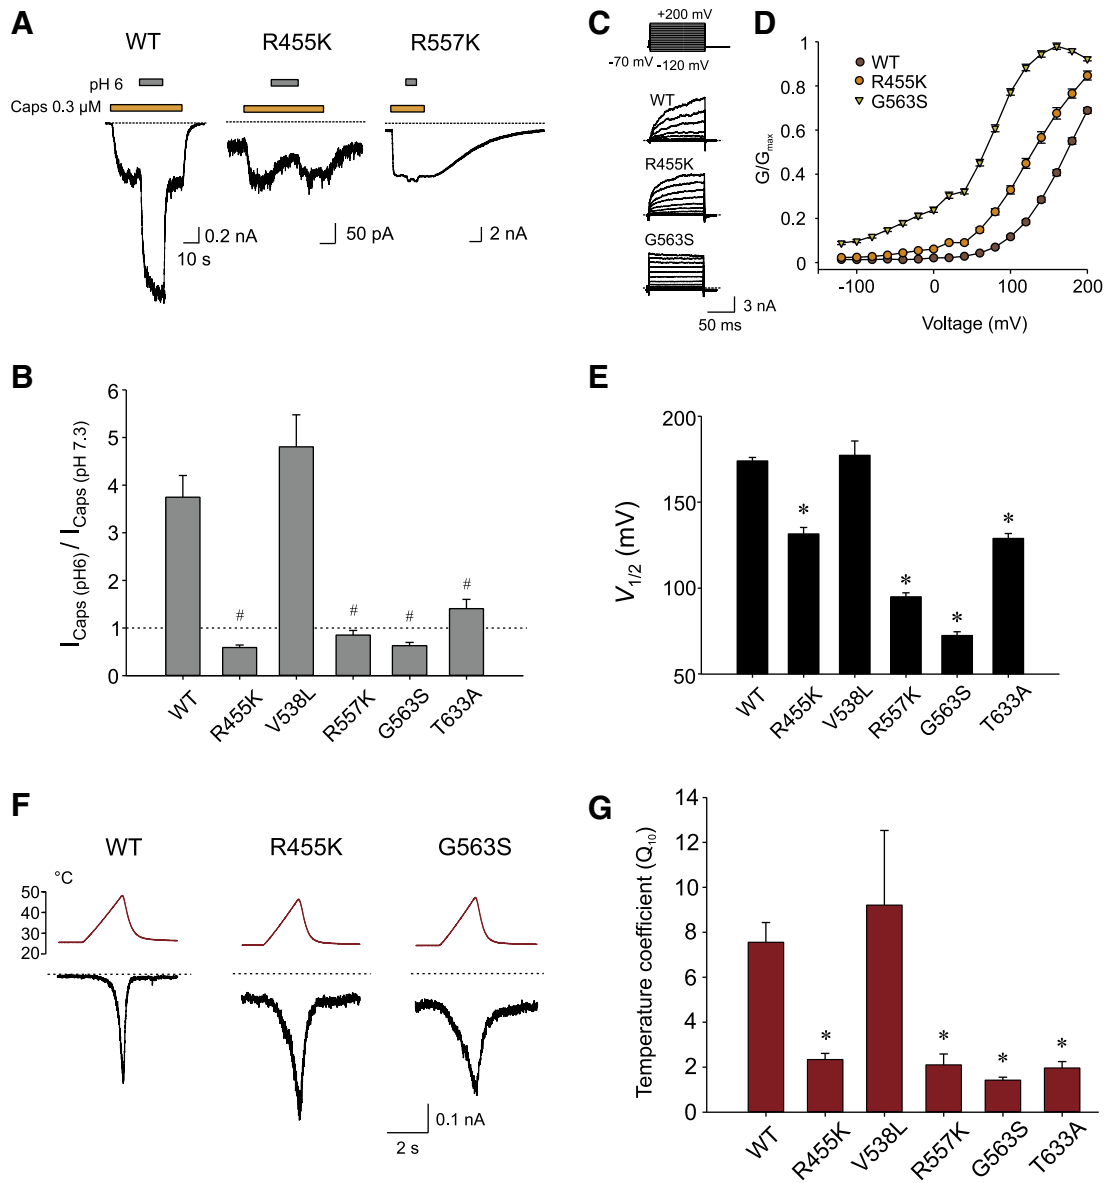 A
WT
R455K
R557K
pH 6
Caps 0.3 µM
0.2 nA
10 s
50 pA
2 nA
C
+200 mV
-70 mV
-120 mV
WT
R455K
G563S
3 nA
50 ms
D
1
0.8
0.6
0.4
0.2
0
G/Gmax
WT
R455K
G563S
-100
0
100
200
Voltage (mV)
B
6
5
4
3
2
1
0
ICaps (pH6) / ICaps (pH 7.3)
#
#
#
#
WT
R455K
V538L
R557K
G563S
T633A
E
200
150
100
50
V1/2 (mV)
*
*
*
*
WT
R455K
V538L
R557K
G563S
T633A
F
WT
R455K
G563S
°C
50
40
30
20
0.1 nA
2 s
G
14
12
10
8
6
4
2
0
Temperature coefficient (Q10)
*
*
*
*
WT
R455K
V538L
R557K
G563S
T633A